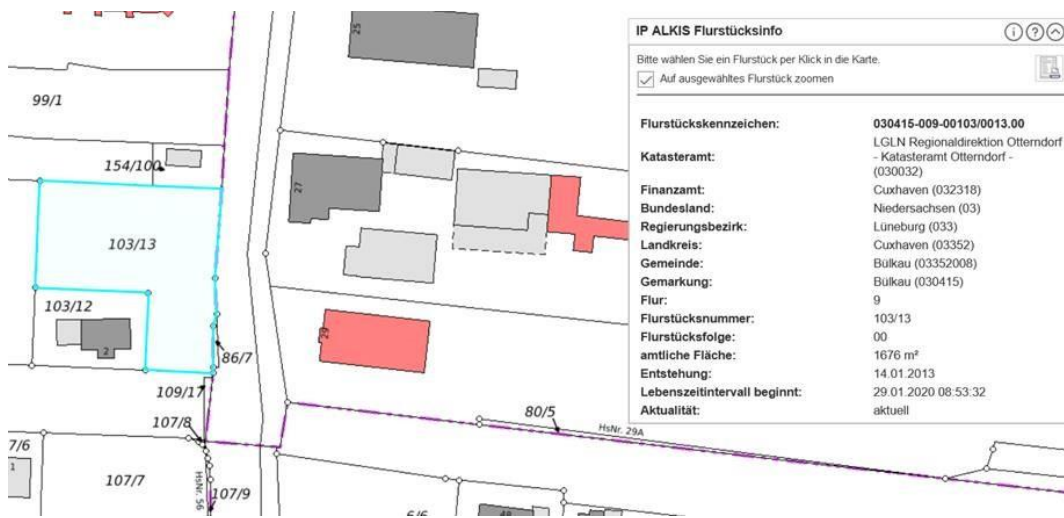 25
99/1
154/100
27
103/13
103/12
2
29
86/7
109/17
107/8
80/5
HsNr. 29A
7/6
1
107/7
HsNr. 56
107/9
6/6
48
IP ALKIS Flurstücksinfo
Bitte wählen Sie ein Flurstück per Klick in die Karte.
Auf ausgewähltes Flurstück zoomen
Flurstückskennzeichen: 030415-009-00103/0013.00
Katasteramt: LGLN Regionaldirektion Otterndorf
- Katasteramt Otterndorf -
(030032)
Finanzamt: Cuxhaven (032318)
Bundesland: Niedersachsen (03)
Regierungsbezirk: Lüneburg (033)
Landkreis: Cuxhaven (03352)
Gemeinde: Bülkau (03352008)
Gemarkung: Bülkau (030415)
Flur: 9
Flurstücksnummer: 103/13
Flurstücksfolge: 00
amtliche Fläche: 1676 m²
Entstehung: 14.01.2013
Lebenszeitintervall beginnt: 29.01.2020 08:53:32
Aktualität: aktuell